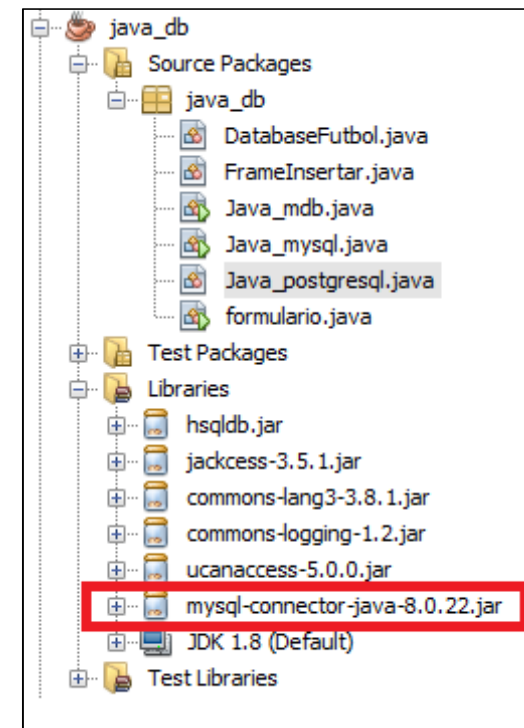 java_db
Source Packages
java_db
DatabaseFutbol.java
FrameInsertar.java
Java_mdb.java
Java_mysql.java
Java_postgresql.java
formulario.java
Test Packages
Libraries
hsqldb.jar
jackcess-3.5.1.jar
commons-lang3-3.8.1.jar
commons-logging-1.2.jar
ucanaccess-5.0.0.jar
mysql-connector-java-8.0.22.jar
JDK 1.8 (Default)
Test Libraries